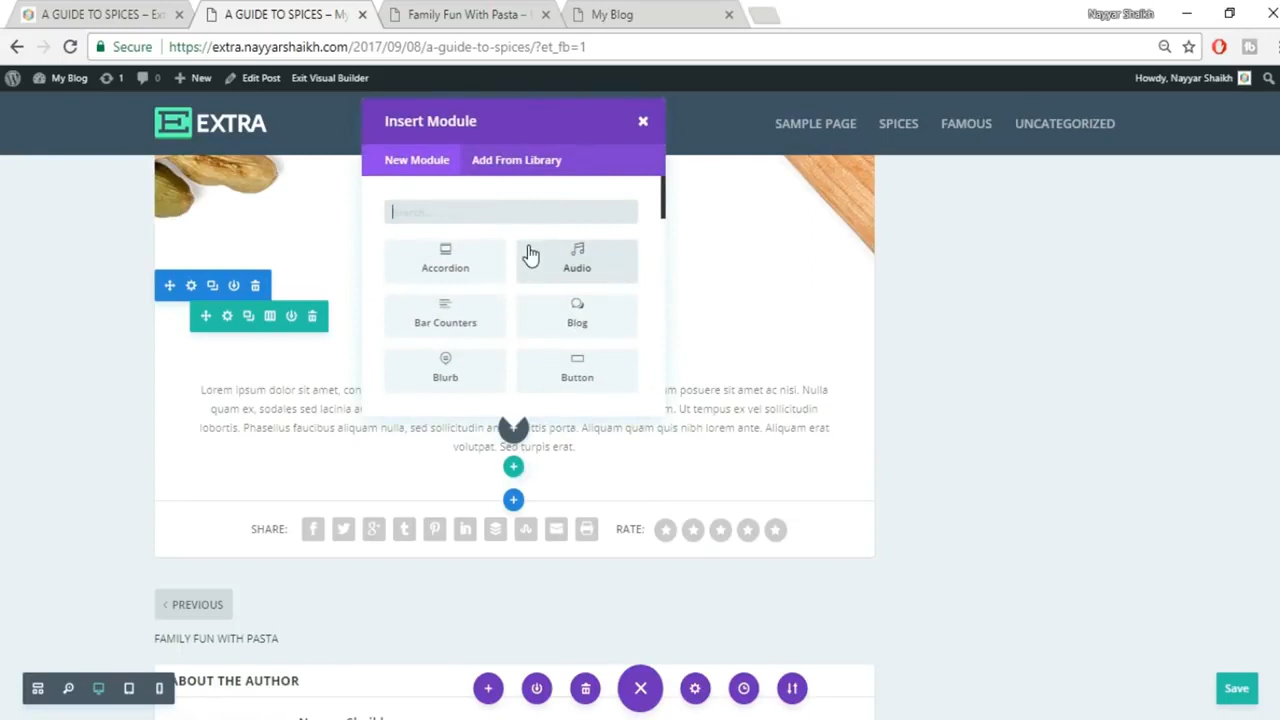 A GUIDE TO SPICES – Ex
A GUIDE TO SPICES – My
Family Fun With Pasta –
My Blog
Nayyar Shaikh
Secure
https://extra.nayyarshaikh.com/2017/09/08/a-guide-to-spices/?et_fb=1
My Blog
1
0
New
Edit Post
Exit Visual Builder
Howdy, Nayyar Shaikh
EXTRA
SAMPLE PAGE
SPICES
FAMOUS
UNCATEGORIZED
Insert Module
New Module
Add From Library
Search...
Accordion
Audio
Bar Counters
Blog
Blurb
Button
Lorem ipsum dolor sit amet, con m posuere sit amet ac nisi. Nulla
quam ex, sodales sed lacinia a em. Ut tempus ex vel sollicitudin
lobortis. Phasellus faucibus aliquam nulla, sed sollicitudin an ttis porta. Aliquam quam quis nibh lorem ante. Aliquam erat
volutpat. Sed turpis erat.
SHARE:
RATE:
PREVIOUS
FAMILY FUN WITH PASTA
ABOUT THE AUTHOR
Save